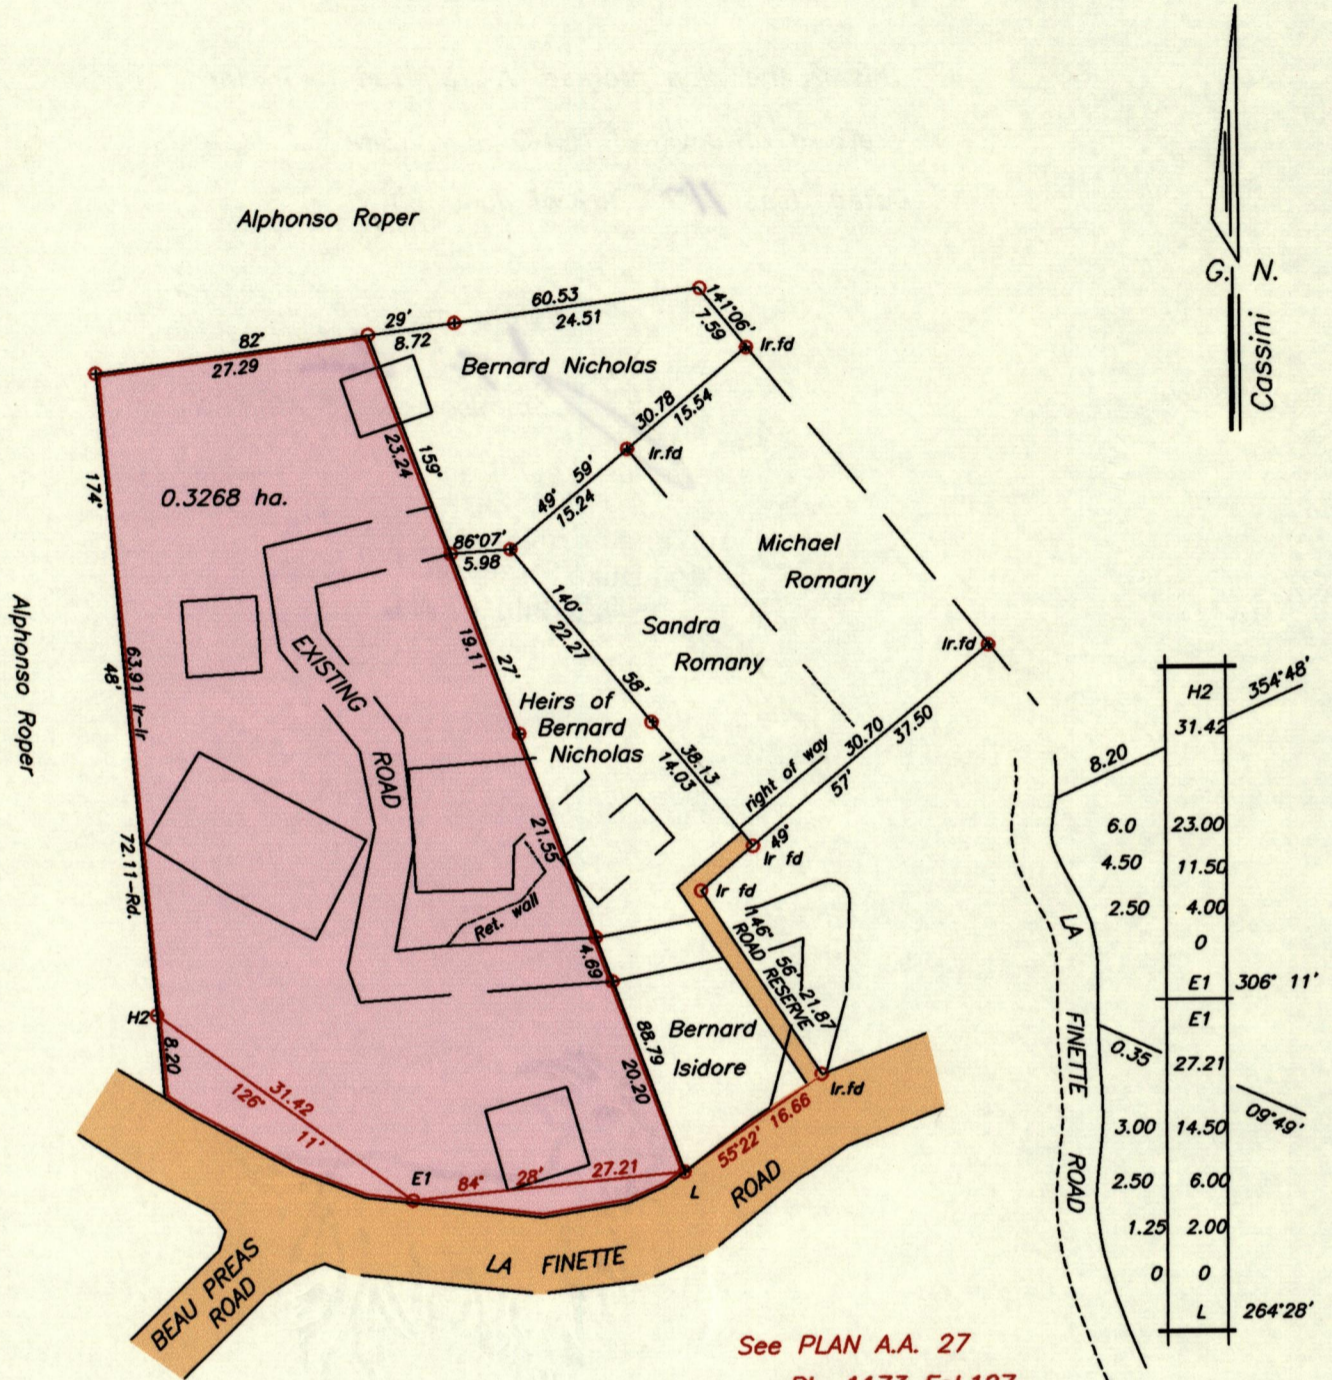 G. N.
Cassini
Alphonso Roper
82°
29'
27.29
8.72
60.53
24.51
141°06'
7.59
Ir.fd
Bernard Nicholas
30.78
15.54
Ir.fd
159°
23.24
49°
59'
15.24
174°
0.3268 ha.
86°07'
5.98
Michael
Romany
Sandra
Romany
140°
22.27
58'
Ir.fd
Alphonso Roper
63.91 Ir-Ir
48'
72.11-Rd.
EXISTING
ROAD
19.11
27'
Heirs of
Bernard
Nicholas
38.13
14.03
right of way
30.70
37.50
57'
49°
Ir fd
Ir fd
21.55
Ret. wall
4.69
146°
56'
21.87
ROAD RESERVE
Bernard
Isidore
88.79
20.20
H2
8.20
31.42
126°
11'
E1
84°
28'
27.21
L
55°22'
16.66
Ir.fd
ROAD
LA FINETTE
BEAU PREAS
ROAD
H2
354°48'
31.42
8.20
6.0 23.00
4.50 11.50
2.50 4.00
0
E1 306° 11'
E1
0.35
27.21
09°49'
3.00 14.50
2.50 6.00
1.25 2.00
0 0
L 264°28'
LA FINETTE ROAD
See PLAN A.A. 27